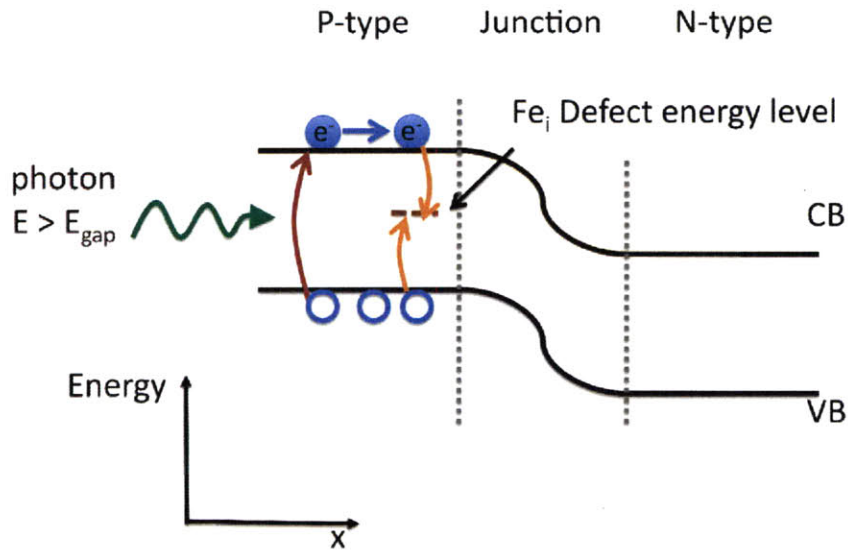 P-type Junction N-type
Fei Defect energy level
photon
E > Egap
e- e-
CB
Energy
VB
x